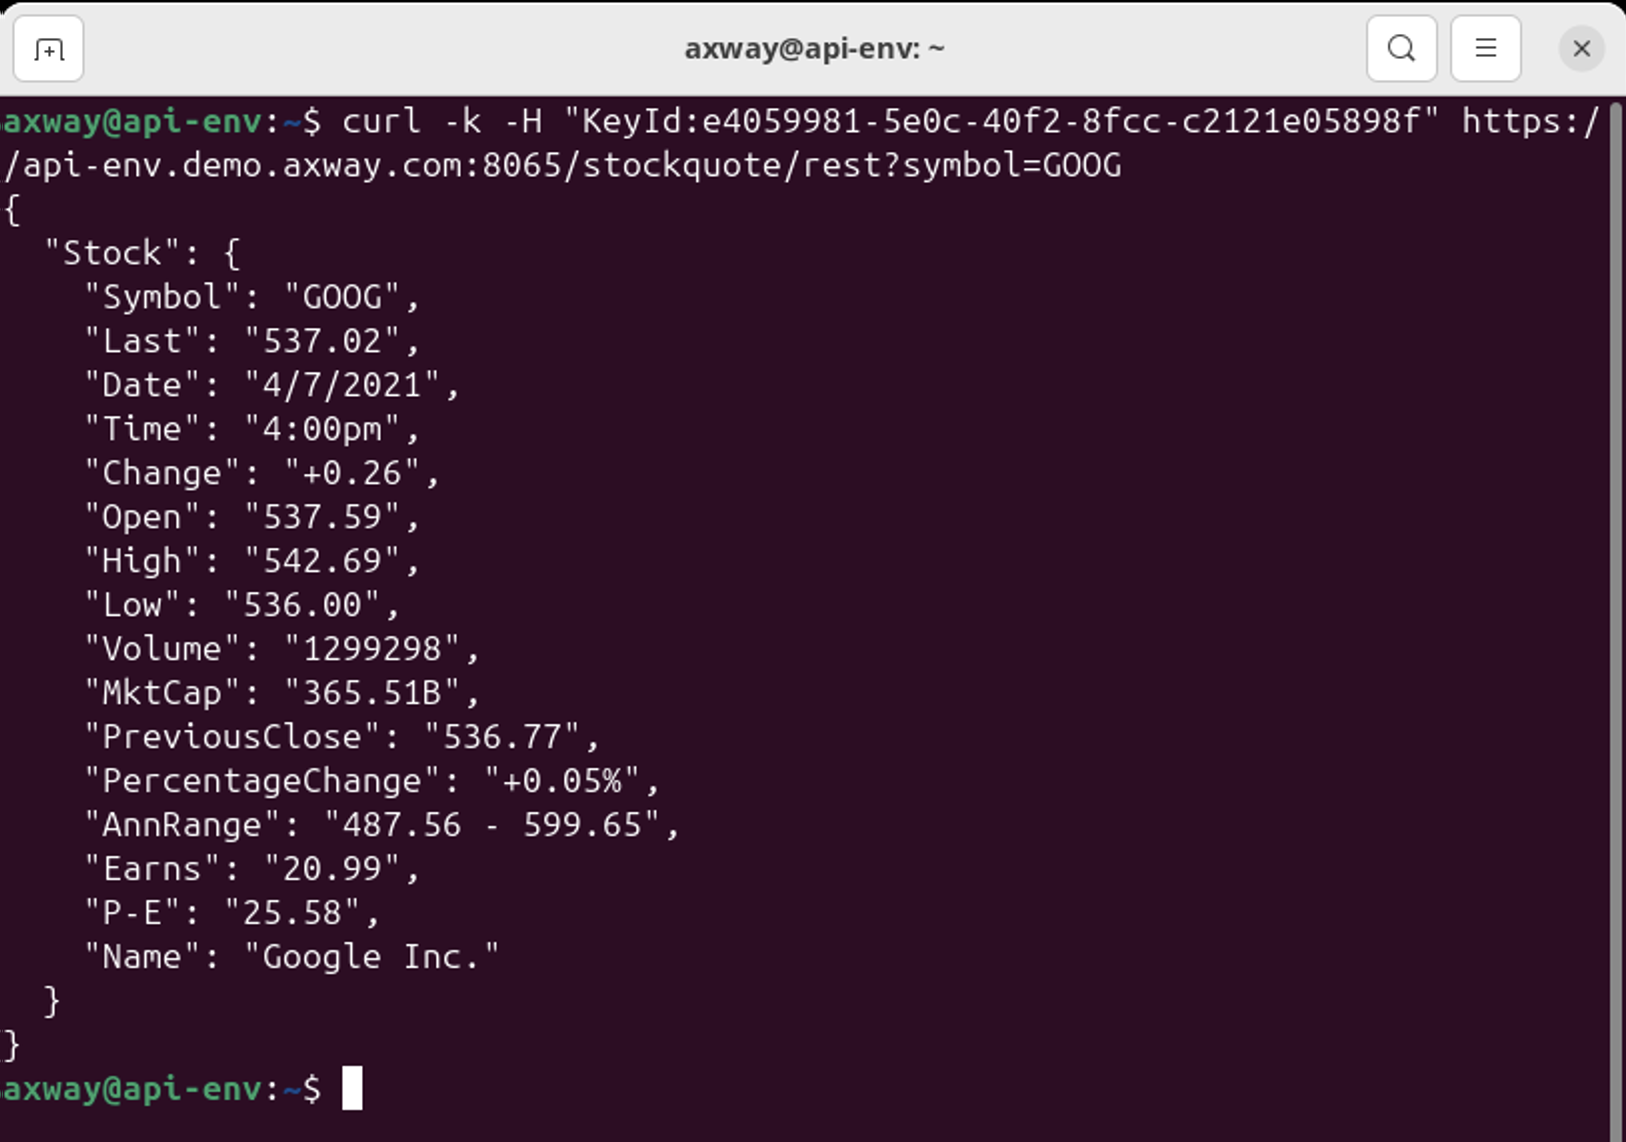 axway@api-env: ~
axway@api-env:~$ curl -k -H "KeyId:e4059981-5e0c-40f2-8fcc-c2121e05898f" https:/
/api-env.demo.axway.com:8065/stockquote/rest?symbol=GOOG
{
  "Stock": {
    "Symbol": "GOOG",
    "Last": "537.02",
    "Date": "4/7/2021",
    "Time": "4:00pm",
    "Change": "+0.26",
    "Open": "537.59",
    "High": "542.69",
    "Low": "536.00",
    "Volume": "1299298",
    "MktCap": "365.51B",
    "PreviousClose": "536.77",
    "PercentageChange": "+0.05%",
    "AnnRange": "487.56 - 599.65",
    "Earns": "20.99",
    "P-E": "25.58",
    "Name": "Google Inc."
  }
}
axway@api-env:~$